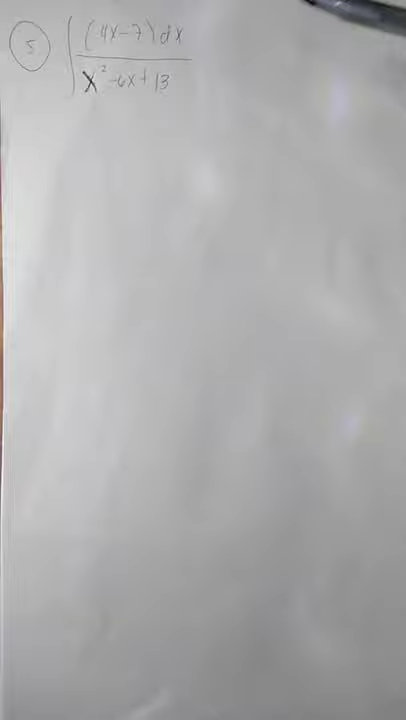 5 ∫ (4x-7)dx
x²-6x+13